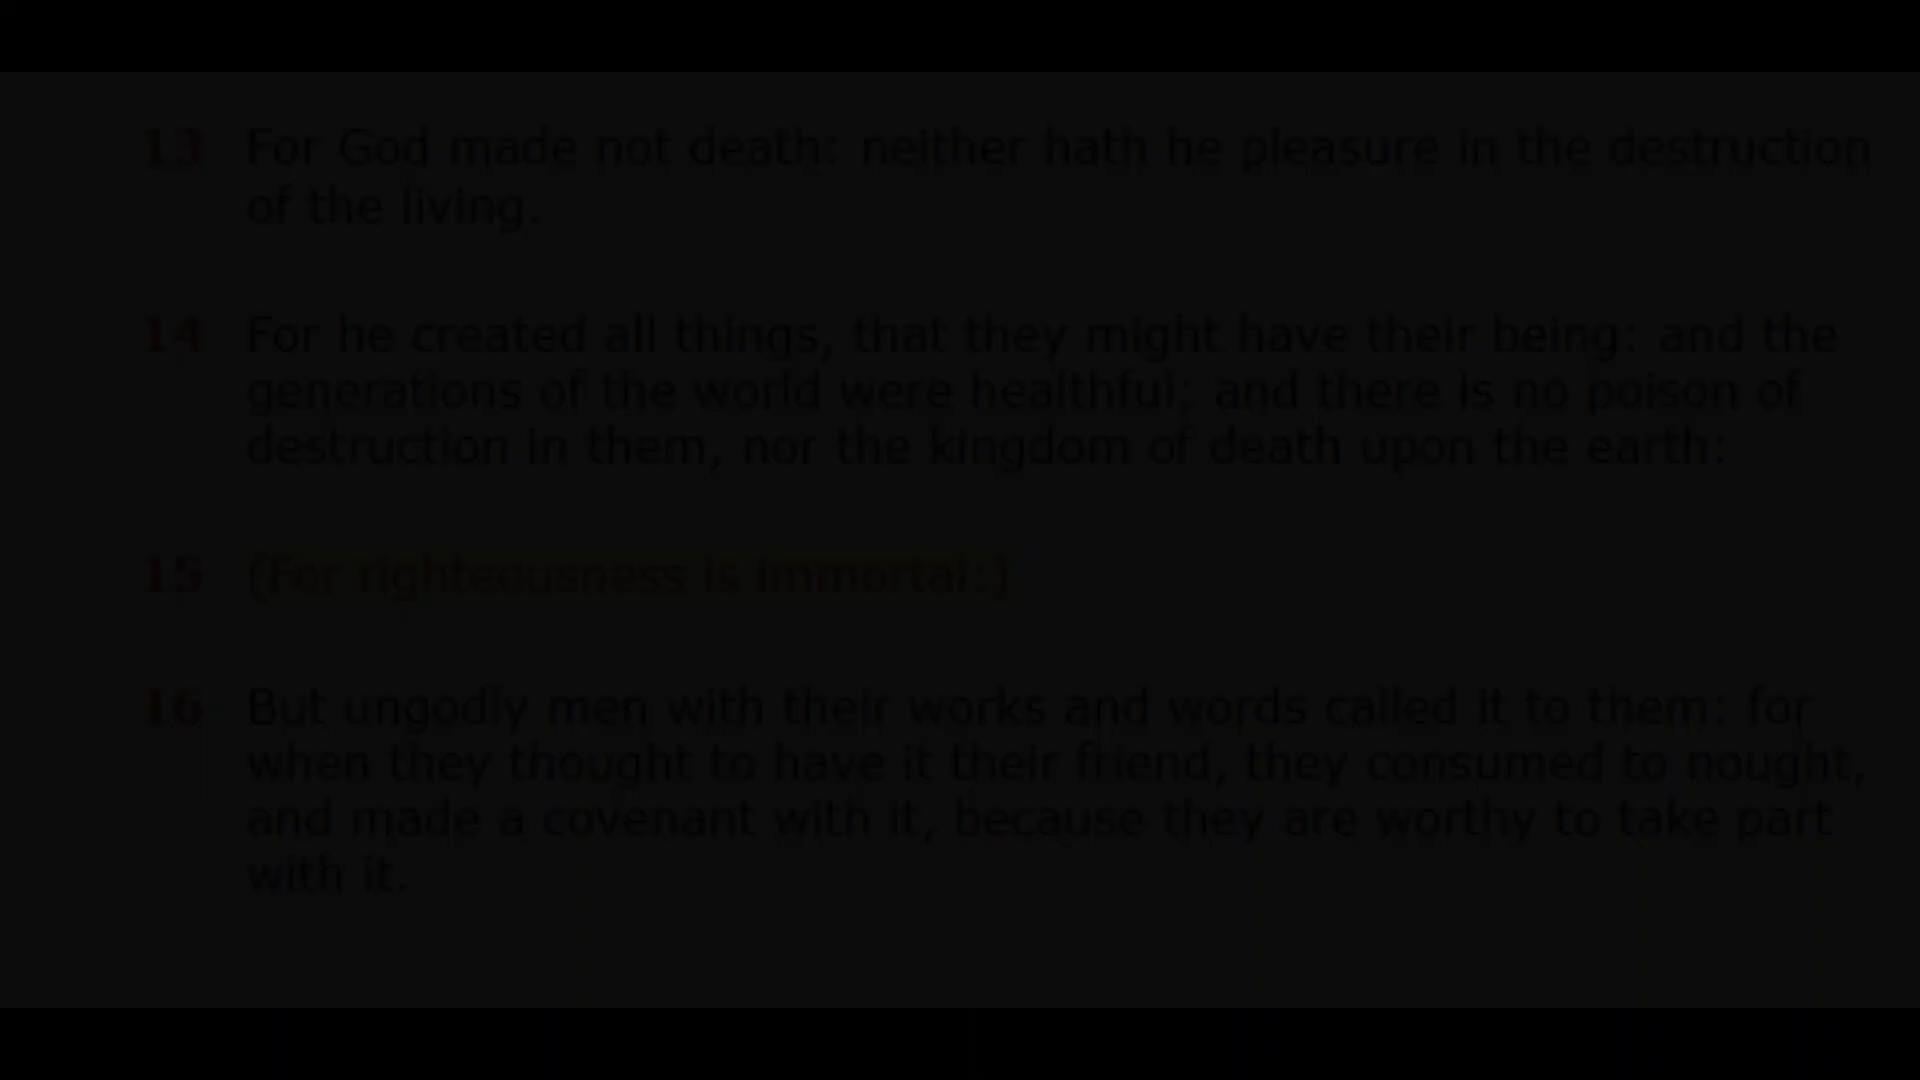 13 For God made not death: neither hath he pleasure in the destruction
of the living.
14 For he created all things, that they might have their being: and the
generations of the world were healthful; and there is no poison of
destruction in them, nor the kingdom of death upon the earth:
15 (For righteousness is immortal:)
16 But ungodly men with their works and words called it to them: for
when they thought to have it their friend, they consumed to nought,
and made a covenant with it, because they are worthy to take part
with it.